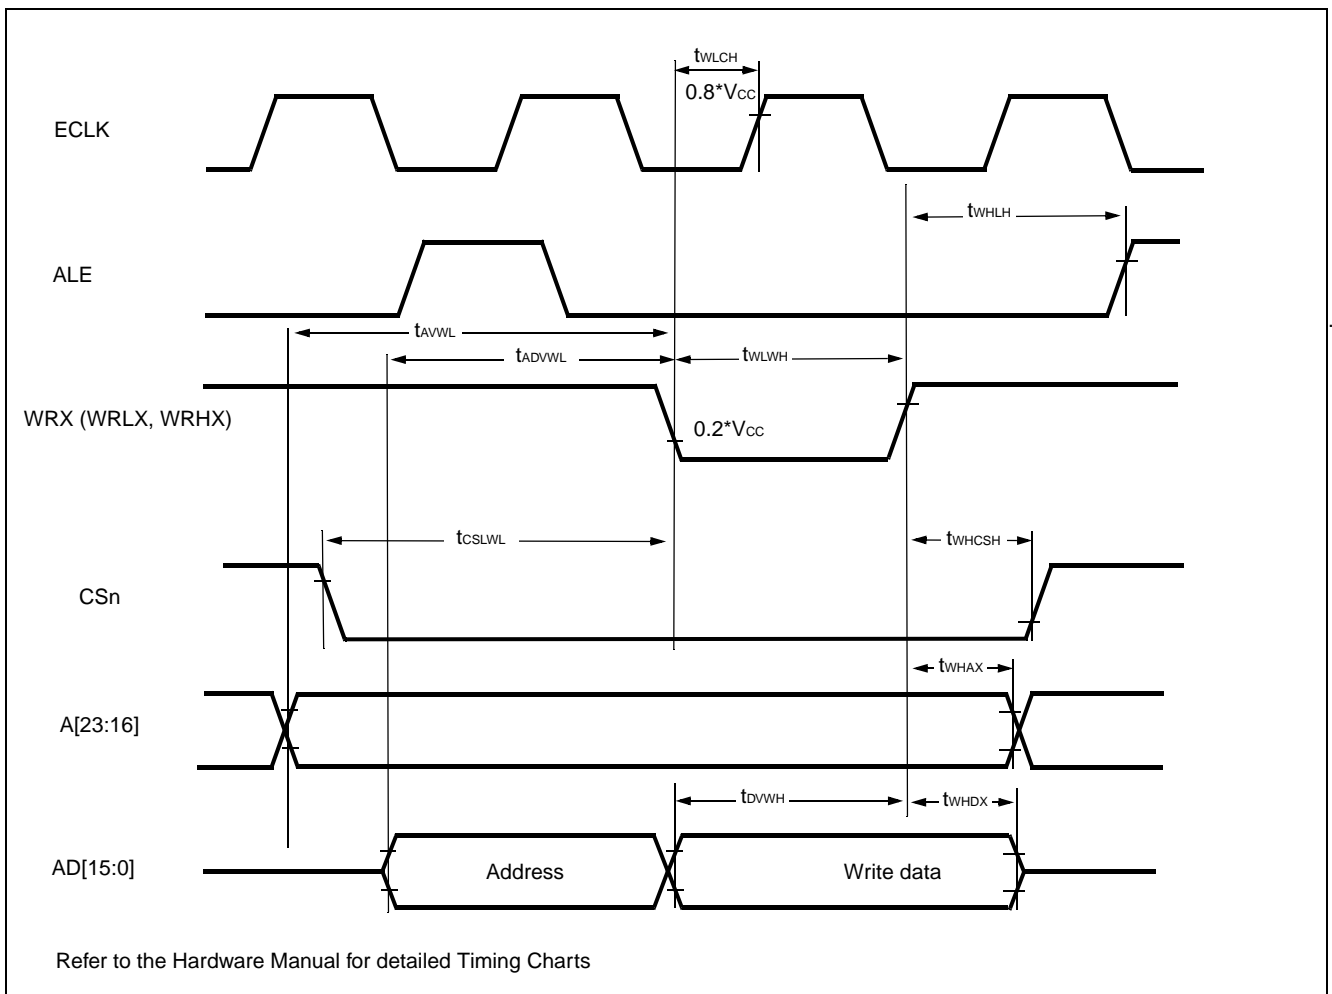 tWLCH
0.8*VCC
ECLK
tWHLH
ALE
tAVWL
tADVWL
tWLWH
WRX (WRLX, WRHX)
0.2*VCC
tCSLWL
tWHCSH
CSn
tWHAX
A[23:16]
tDVWH
tWHDX
AD[15:0]
Address
Write data
Refer to the Hardware Manual for detailed Timing Charts